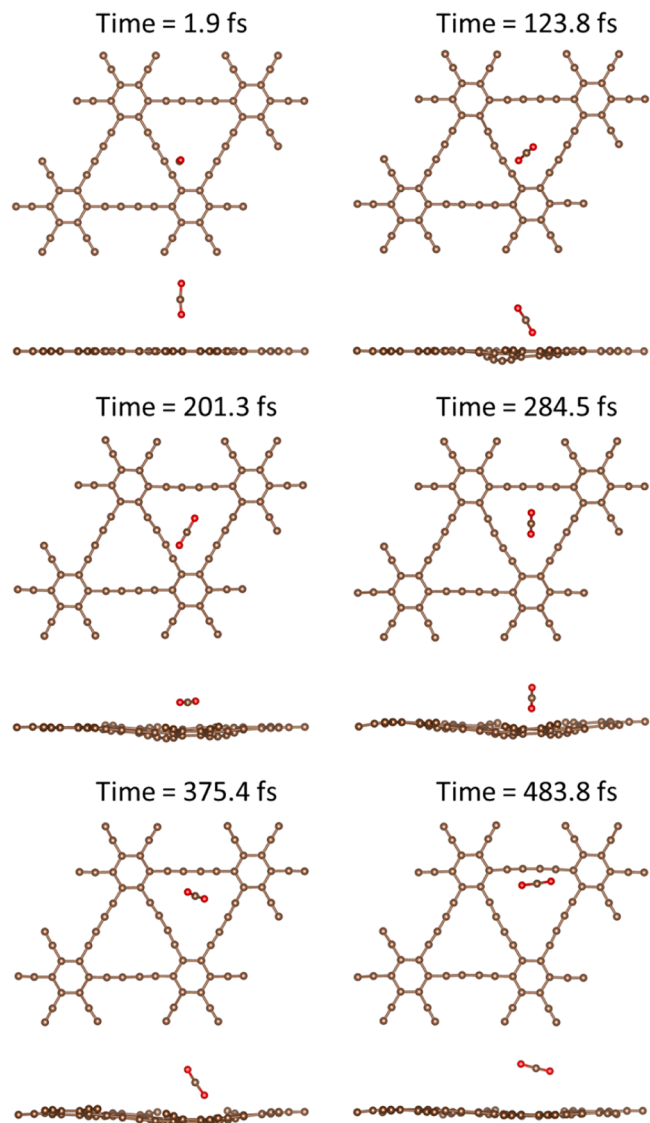 Time = 1.9 fs
Time = 123.8 fs
Time = 201.3 fs
Time = 284.5 fs
Time = 375.4 fs
Time = 483.8 fs